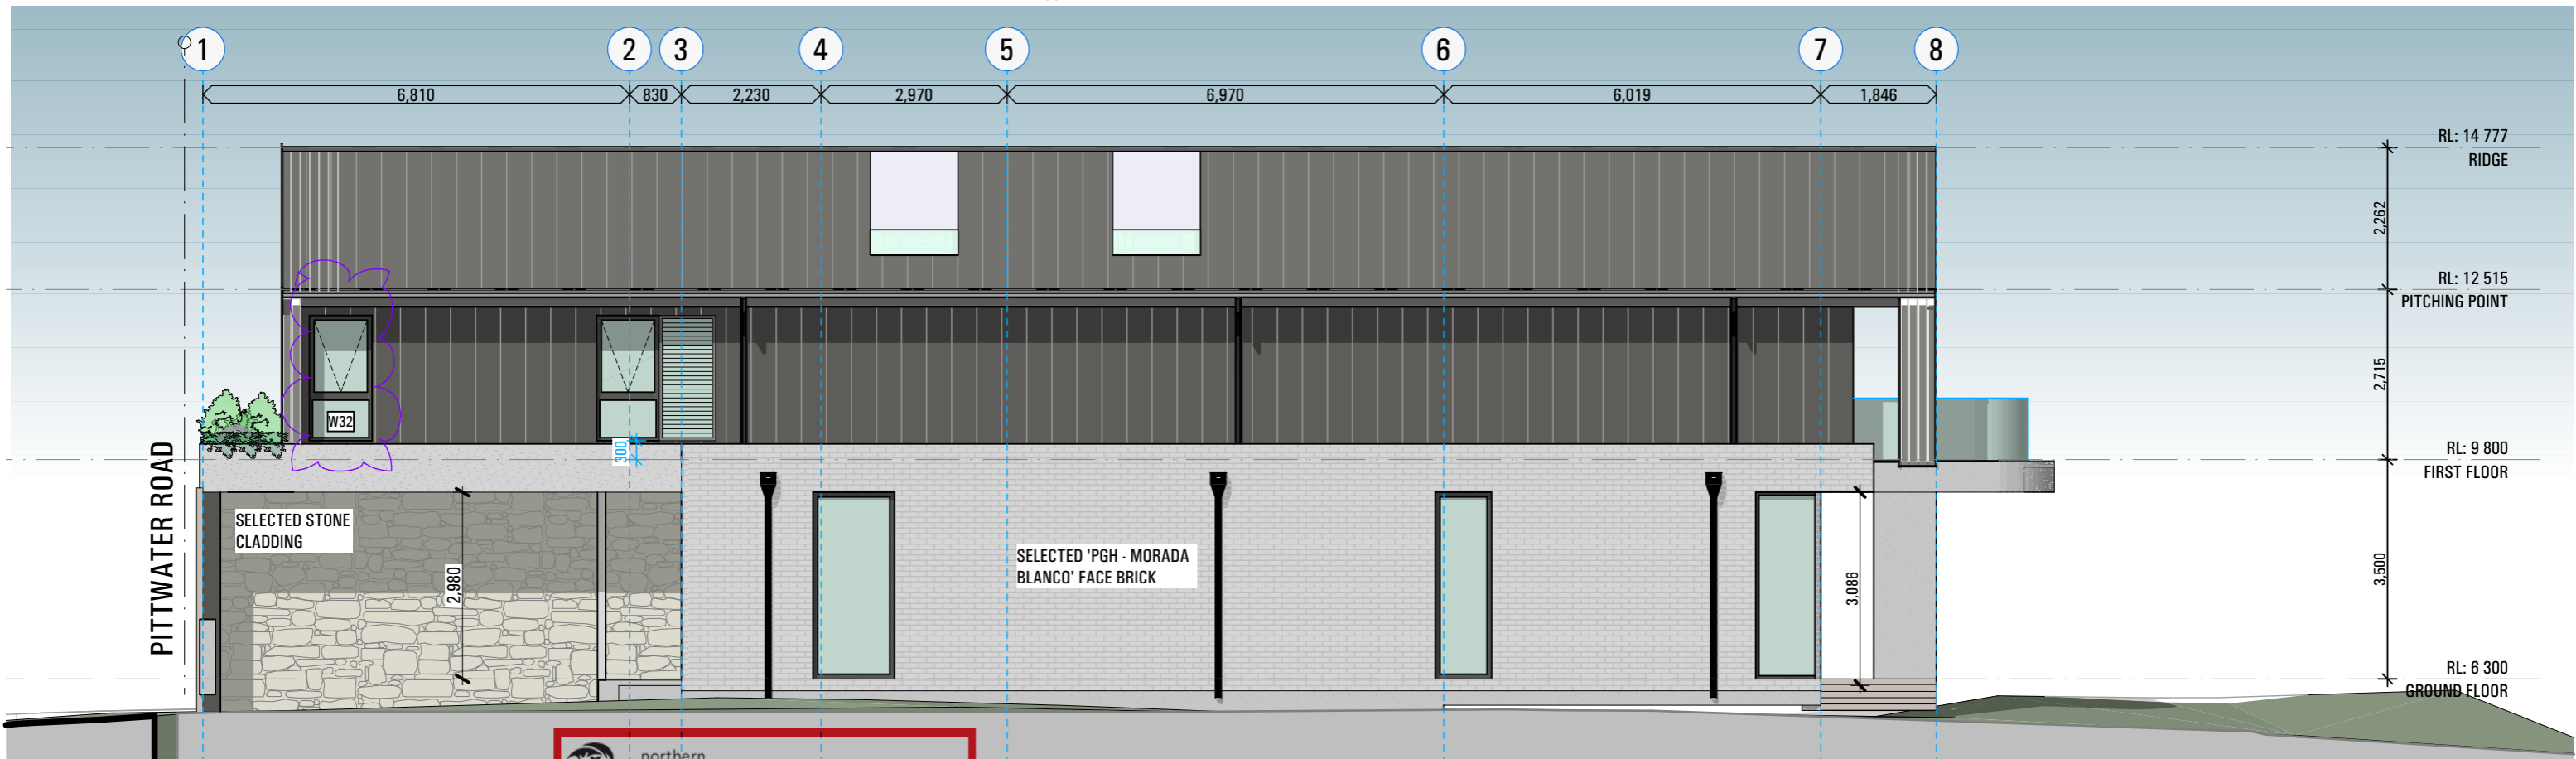 1 2 3 4 5 6 7 8
6,810 830 2,230 2,970 6,970 6,019 1,846
RL: 14 777
RIDGE
2,262
RL: 12 515
PITCHING POINT
2,715
W32
300
RL: 9 800
FIRST FLOOR
PITTWATER ROAD
SELECTED STONE
CLADDING
2,980
SELECTED 'PGH - MORADA
BLANCO' FACE BRICK
3,086
3,500
RL: 6 300
GROUND FLOOR
northern